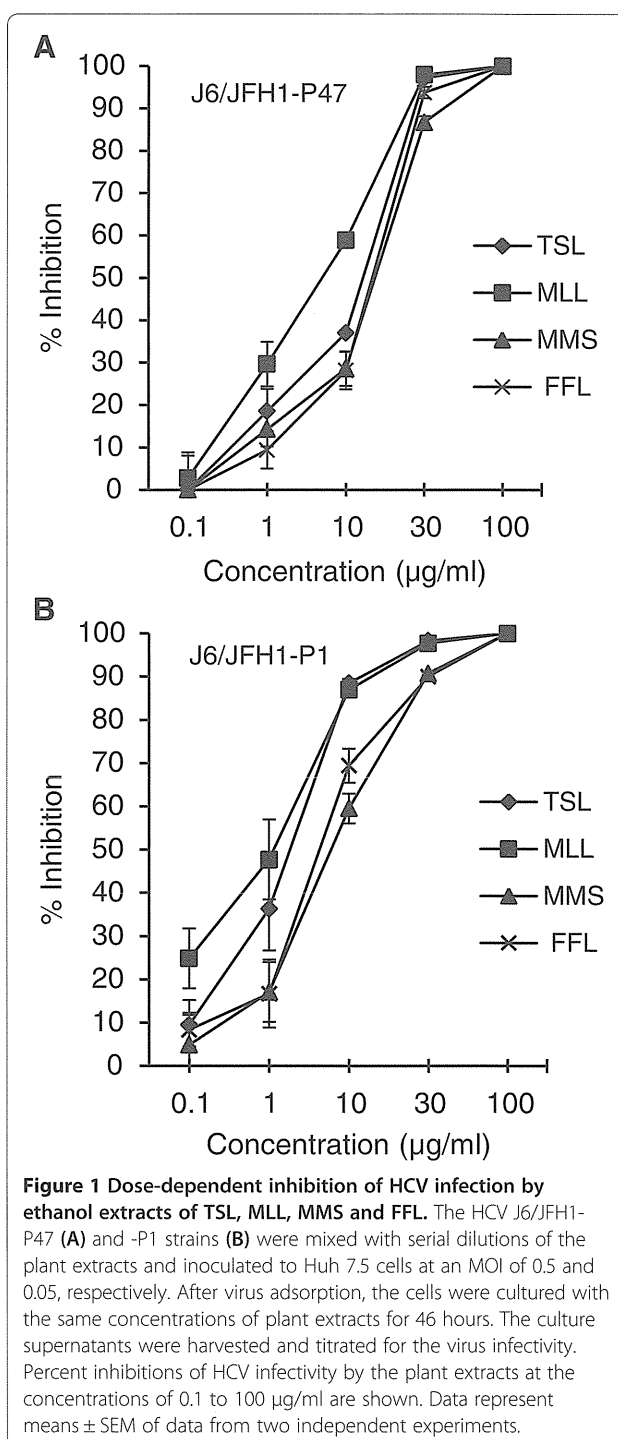 A
100
90
80
70
60
50
40
30
20
10
0
% Inhibition
J6/JFH1-P47
TSL
MLL
MMS
FFL
0.1 1 10 30 100
Concentration (µg/ml)
B
100
90
80
70
60
50
40
30
20
10
0
% Inhibition
J6/JFH1-P1
TSL
MLL
MMS
FFL
0.1 1 10 30 100
Concentration (µg/ml)
Figure 1 Dose-dependent inhibition of HCV infection by
ethanol extracts of TSL, MLL, MMS and FFL. The HCV J6/JFH1-
P47 (A) and -P1 strains (B) were mixed with serial dilutions of the
plant extracts and inoculated to Huh 7.5 cells at an MOI of 0.5 and
0.05, respectively. After virus adsorption, the cells were cultured with
the same concentrations of plant extracts for 46 hours. The culture
supernatants were harvested and titrated for the virus infectivity.
Percent inhibitions of HCV infectivity by the plant extracts at the
concentrations of 0.1 to 100 µg/ml are shown. Data represent
means ± SEM of data from two independent experiments.